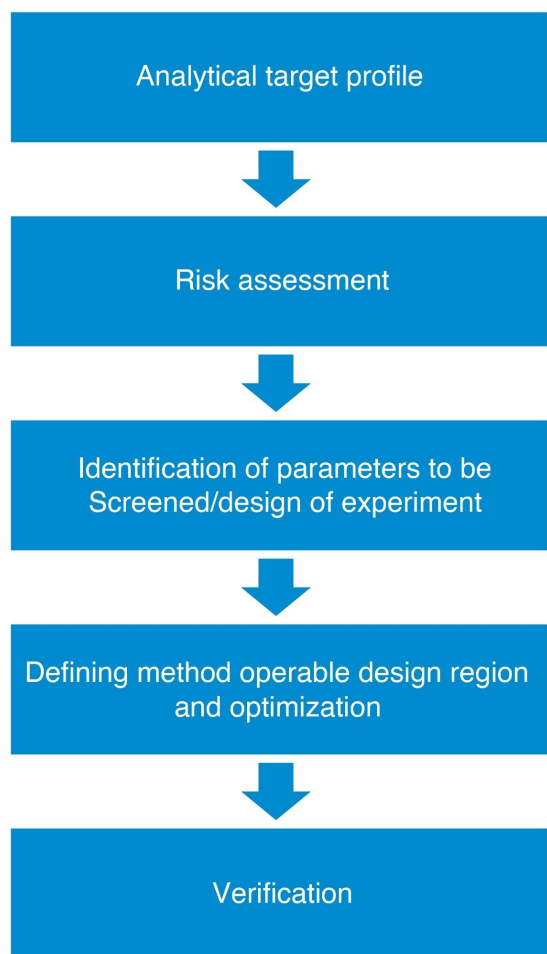 Analytical target profile
Risk assessment
Identification of parameters to be
Screened/design of experiment
Defining method operable design region
and optimization
Verification